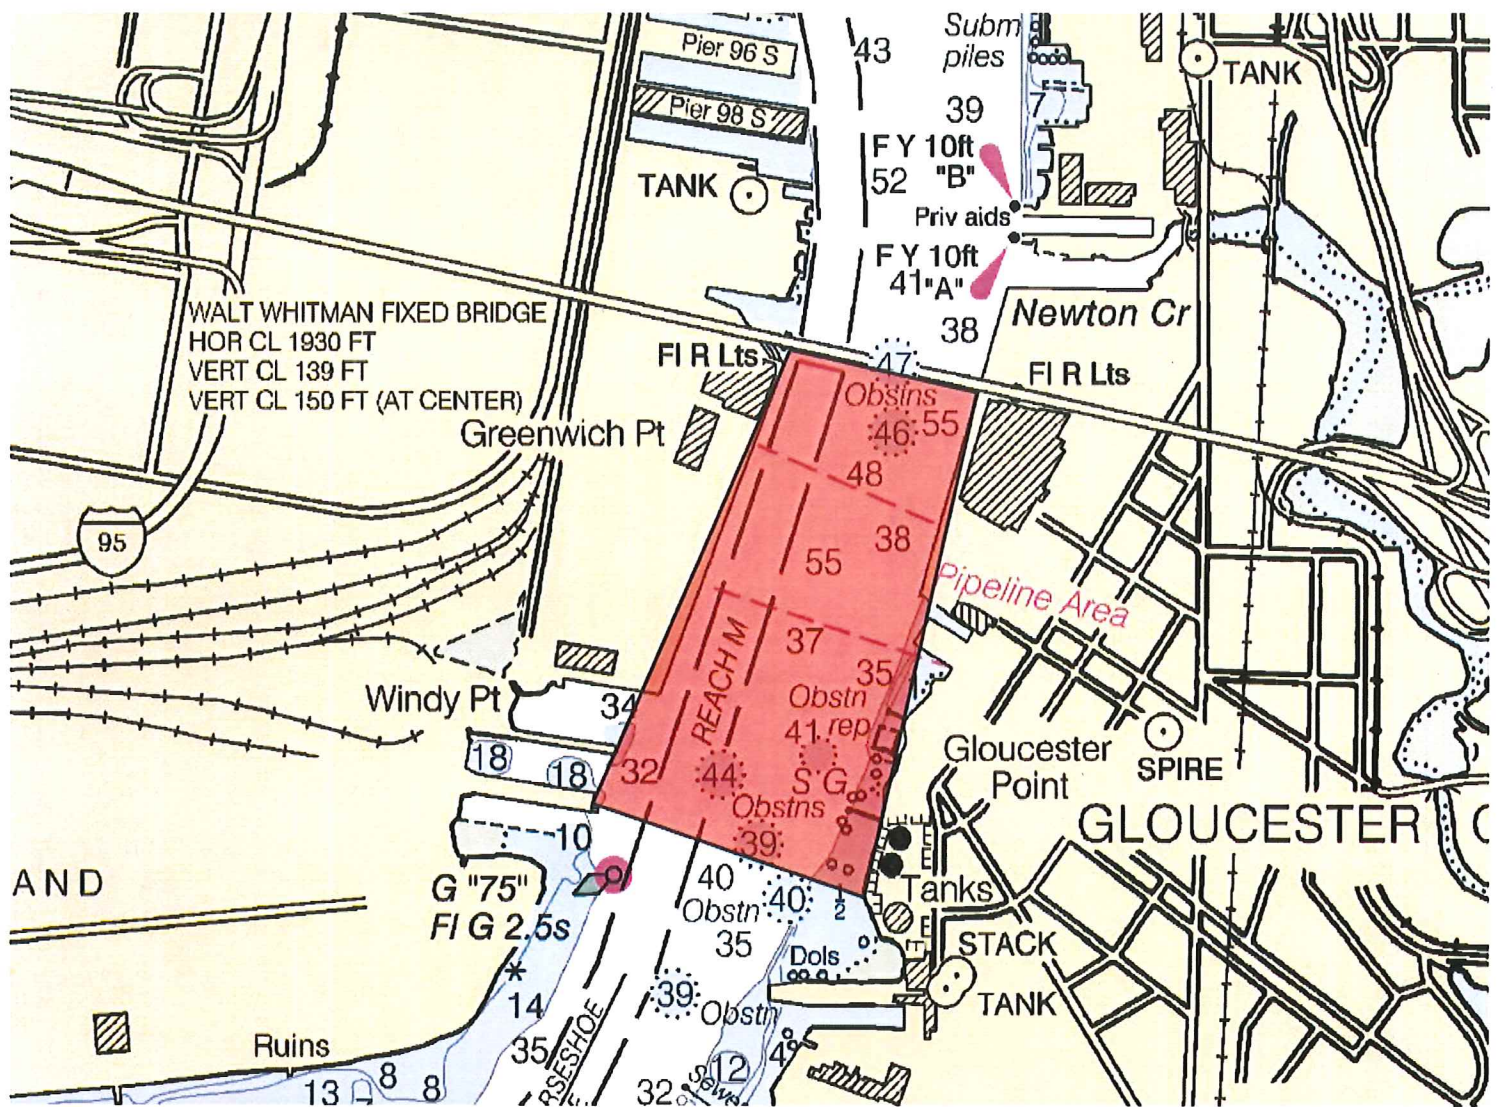 Pier 96 S
43
Subm
piles
TANK
Pier 98 S
39
7
F Y 10ft
"B"
52
TANK
Priv aids
F Y 10ft
41 "A"
Newton Cr
38
WALT WHITMAN FIXED BRIDGE
HOR CL 1930 FT
VERT CL 139 FT
VERT CL 150 FT (AT CENTER)
Fl R Lts
47
Fl R Lts
Obstns
46
55
Greenwich Pt
48
95
38
55
Pipeline Area
37
REACH M
35
Windy Pt
34
Obstn
rep
41
Gloucester
Point
SPIRE
18
18
32
44
S G
Obstns
39
GLOUCESTER
10
AND
G "75"
Fl G 2.5s
40
Obstn
40
2
Tanks
35
STACK
Dols
TANK
39
Obstn
14
Ruins
35
RSESHOE
4
12
Sewe
8
8
13
32